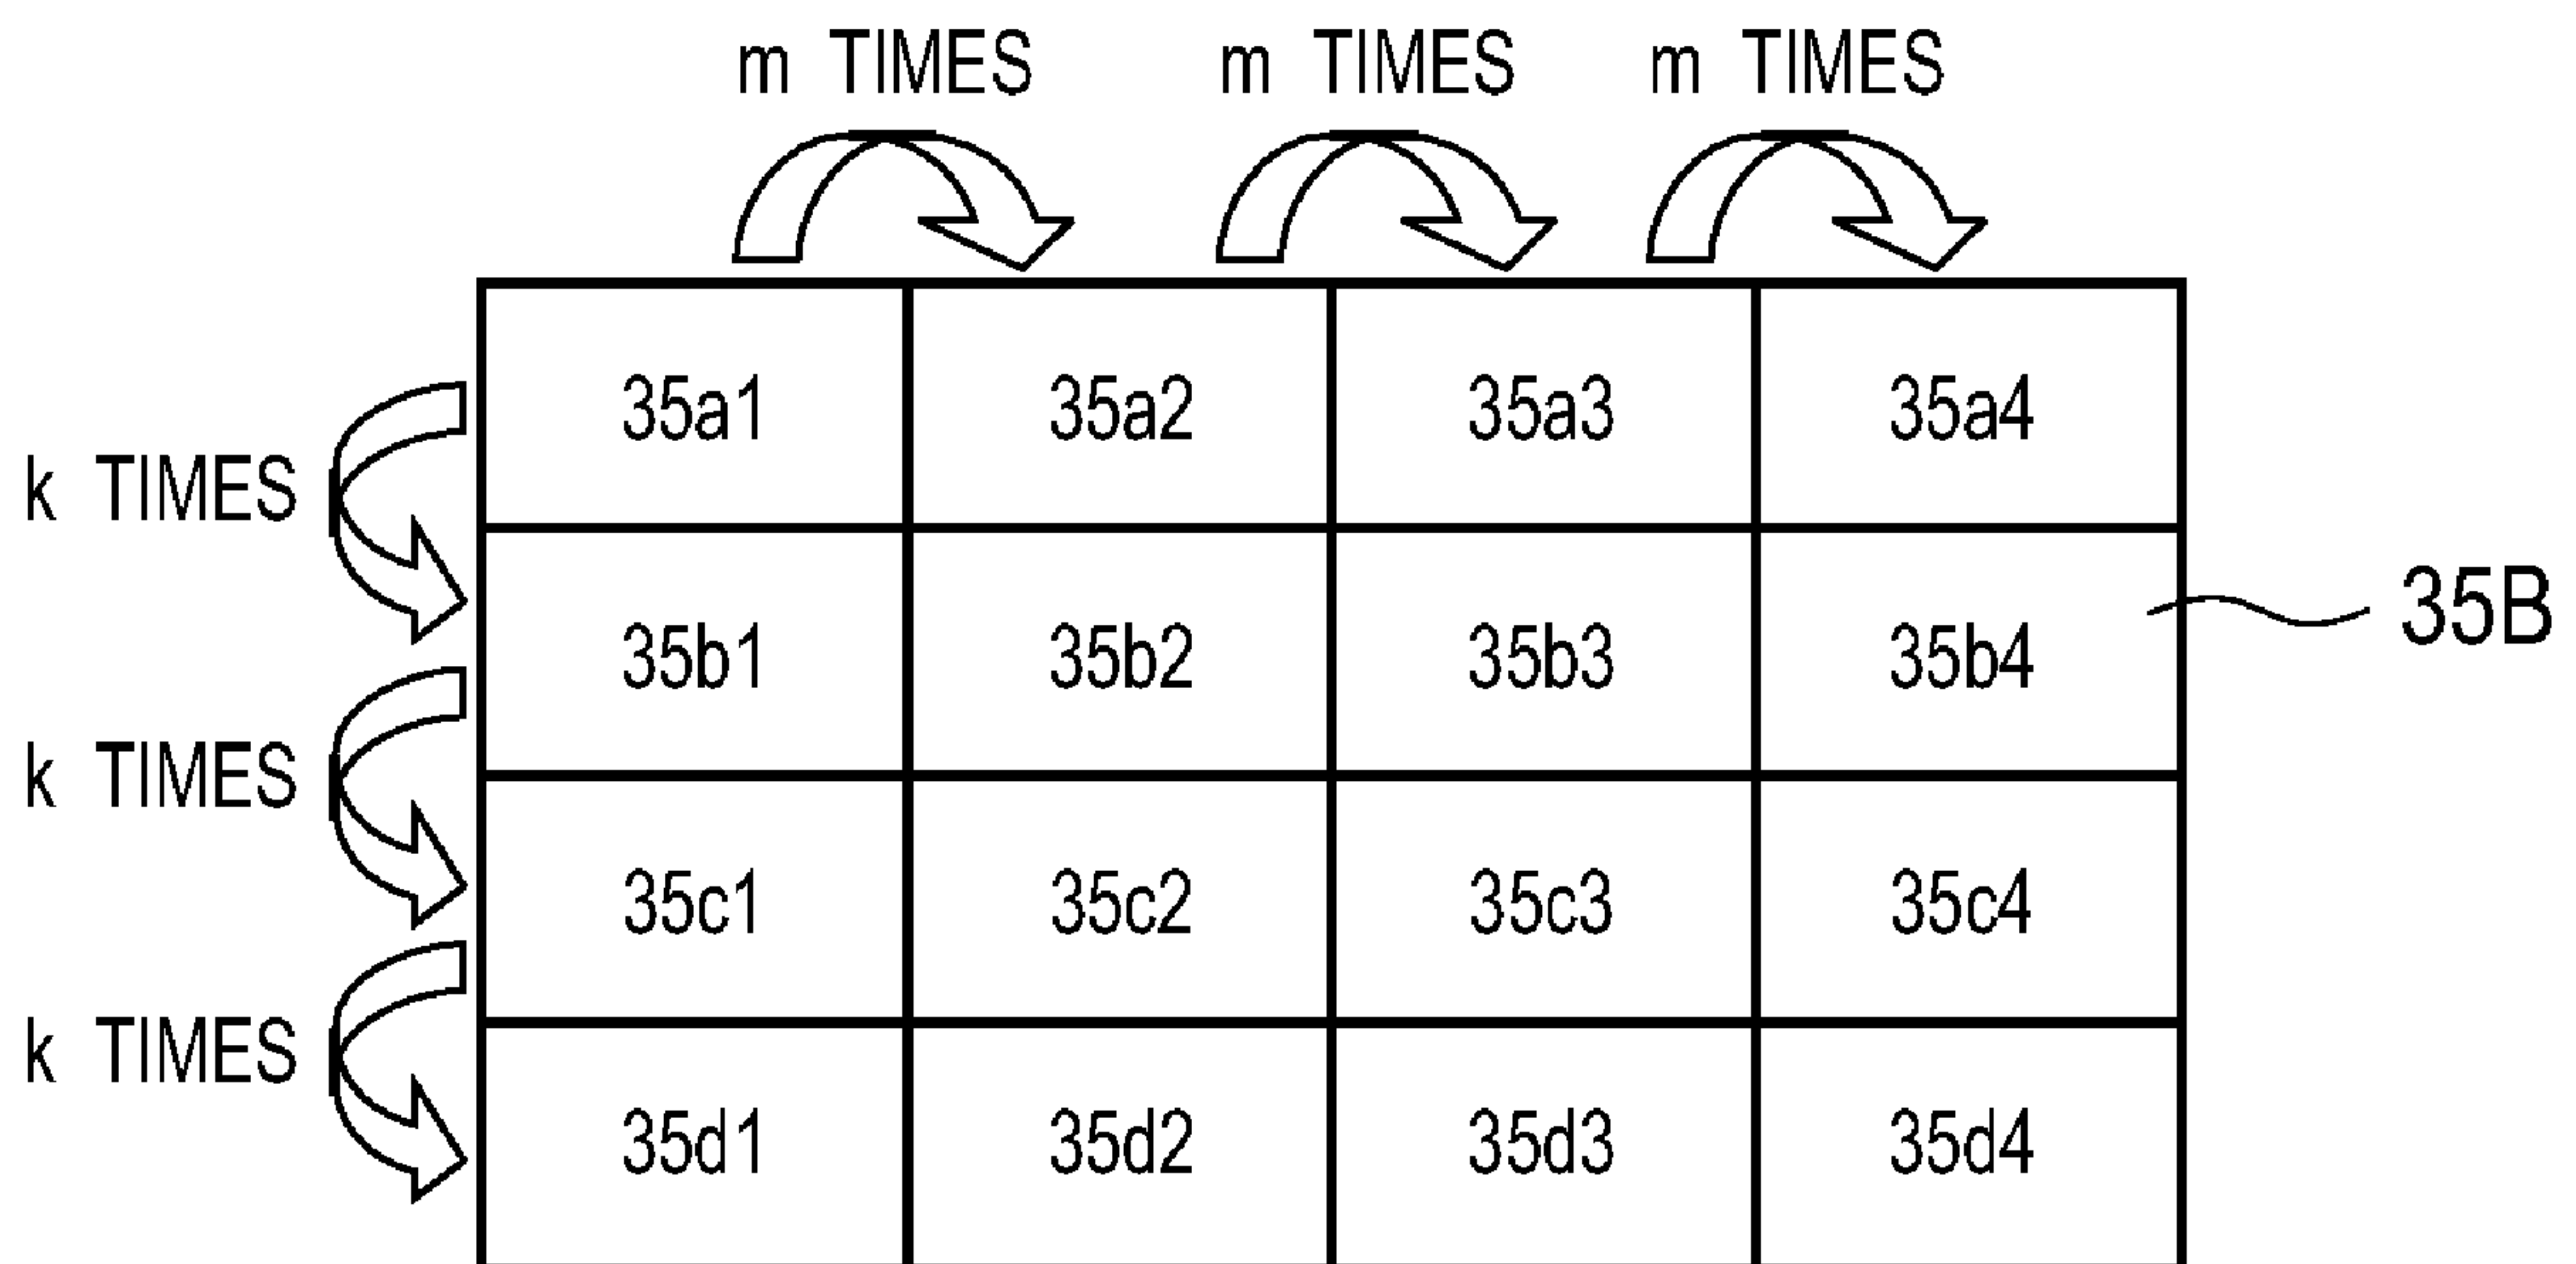 m TIMES m TIMES m TIMES
35a1 35a2 35a3 35a4
k TIMES
35b1 35b2 35b3 35b4
35B
k TIMES
35c1 35c2 35c3 35c4
k TIMES
35d1 35d2 35d3 35d4